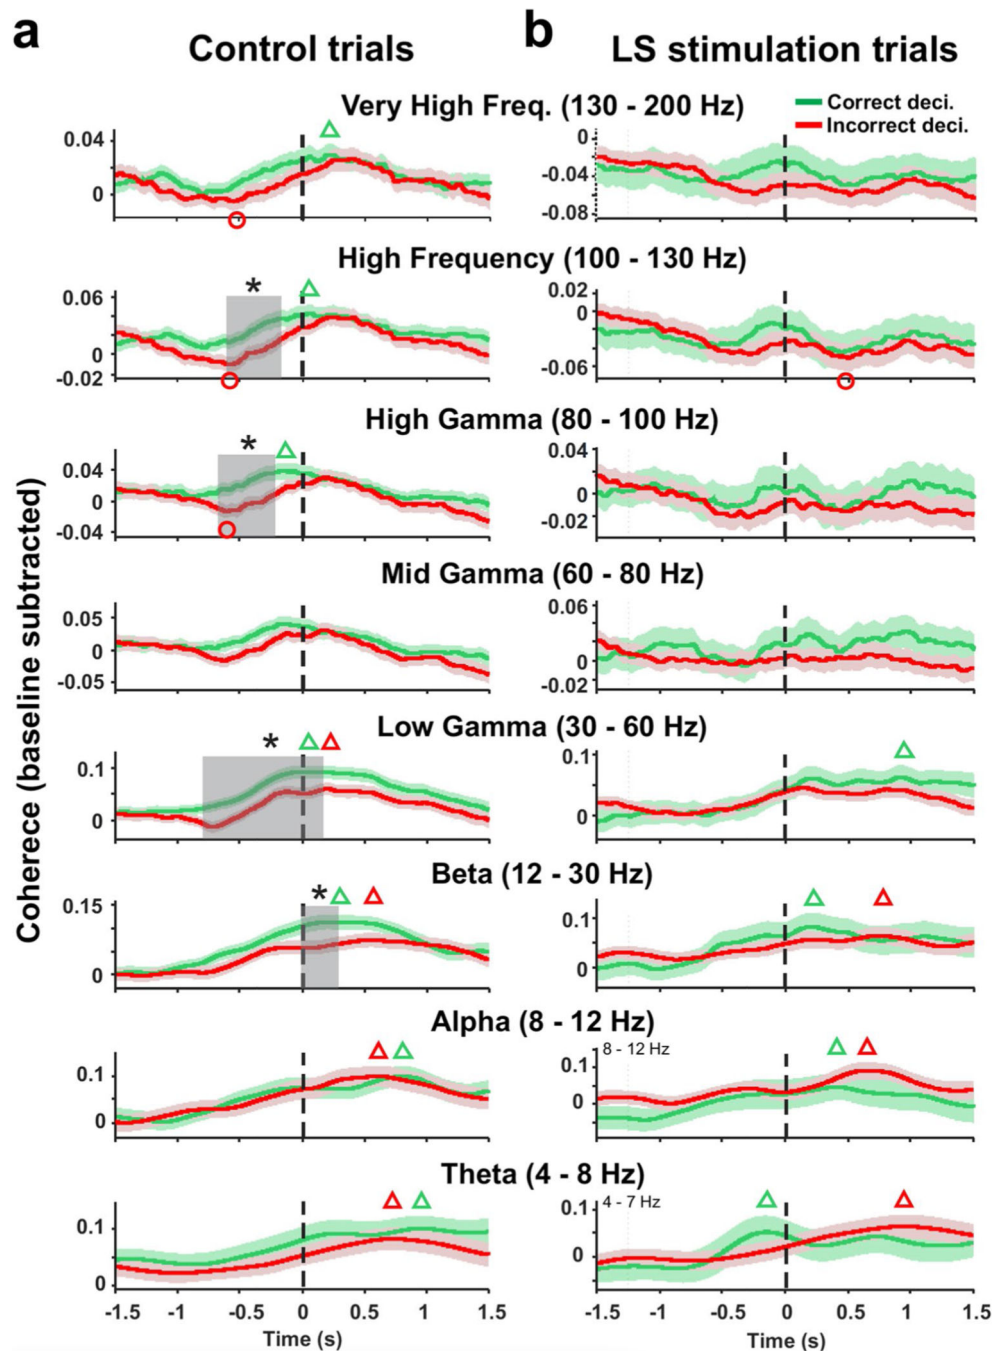 a
Control trials
b
LS stimulation trials
Very High Freq. (130 - 200 Hz)
Correct deci.
Incorrect deci.
0.04
0
0
-0.04
-0.08
High Frequency (100 - 130 Hz)
*
0.06
0
-0.02
0.02
0
-0.06
High Gamma (80 - 100 Hz)
*
0.04
0
-0.04
0.04
0
-0.02
Mid Gamma (60 - 80 Hz)
0.05
0
-0.05
0.06
0
-0.02
Low Gamma (30 - 60 Hz)
*
0.1
0
0.1
0
Beta (12 - 30 Hz)
*
0.15
0
0.1
0
Alpha (8 - 12 Hz)
0.1
0
8 - 12 Hz
0.1
0
Theta (4 - 8 Hz)
0.1
0
4 - 7 Hz
0.1
0
Coherece (baseline subtracted)
-1.5 -1 -0.5 0 0.5 1 1.5
Time (s)
-1.5 -1 -0.5 0 0.5 1 1.5
Time (s)